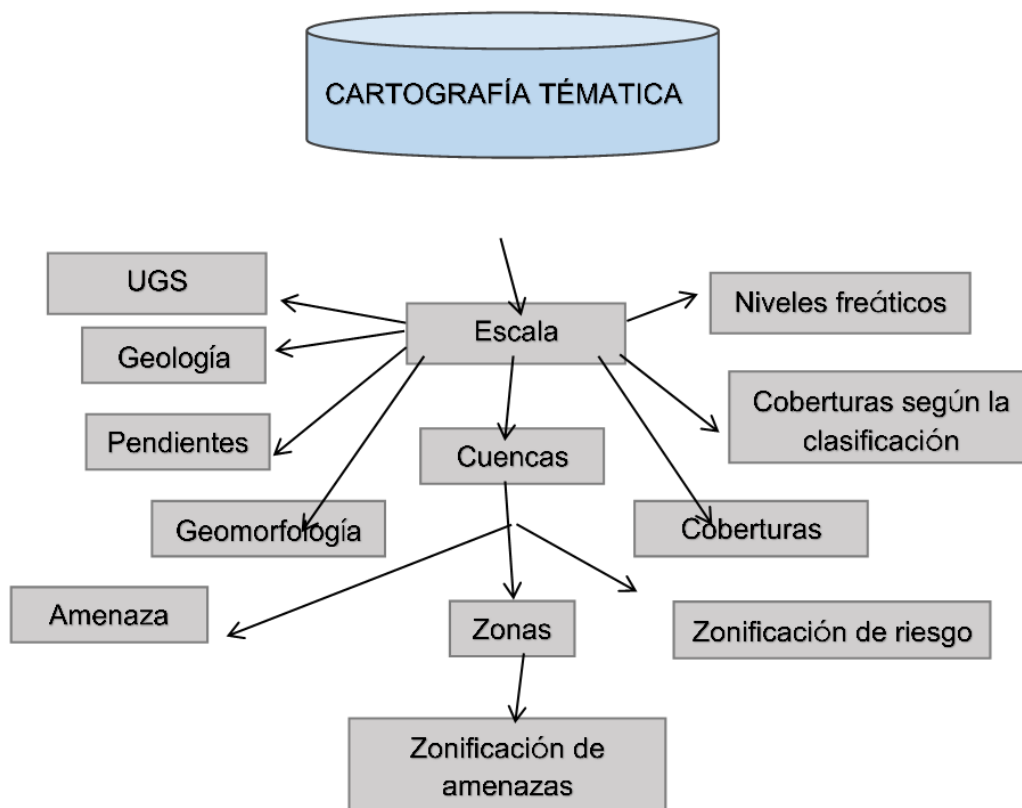 CARTOGRAFÍA TÉMATICA
UGS
Niveles freáticos
Escala
Geología
Coberturas según la
clasificación
Pendientes
Cuencas
Geomorfología
Coberturas
Amenaza
Zonas
Zonificación de riesgo
Zonificación de
amenazas